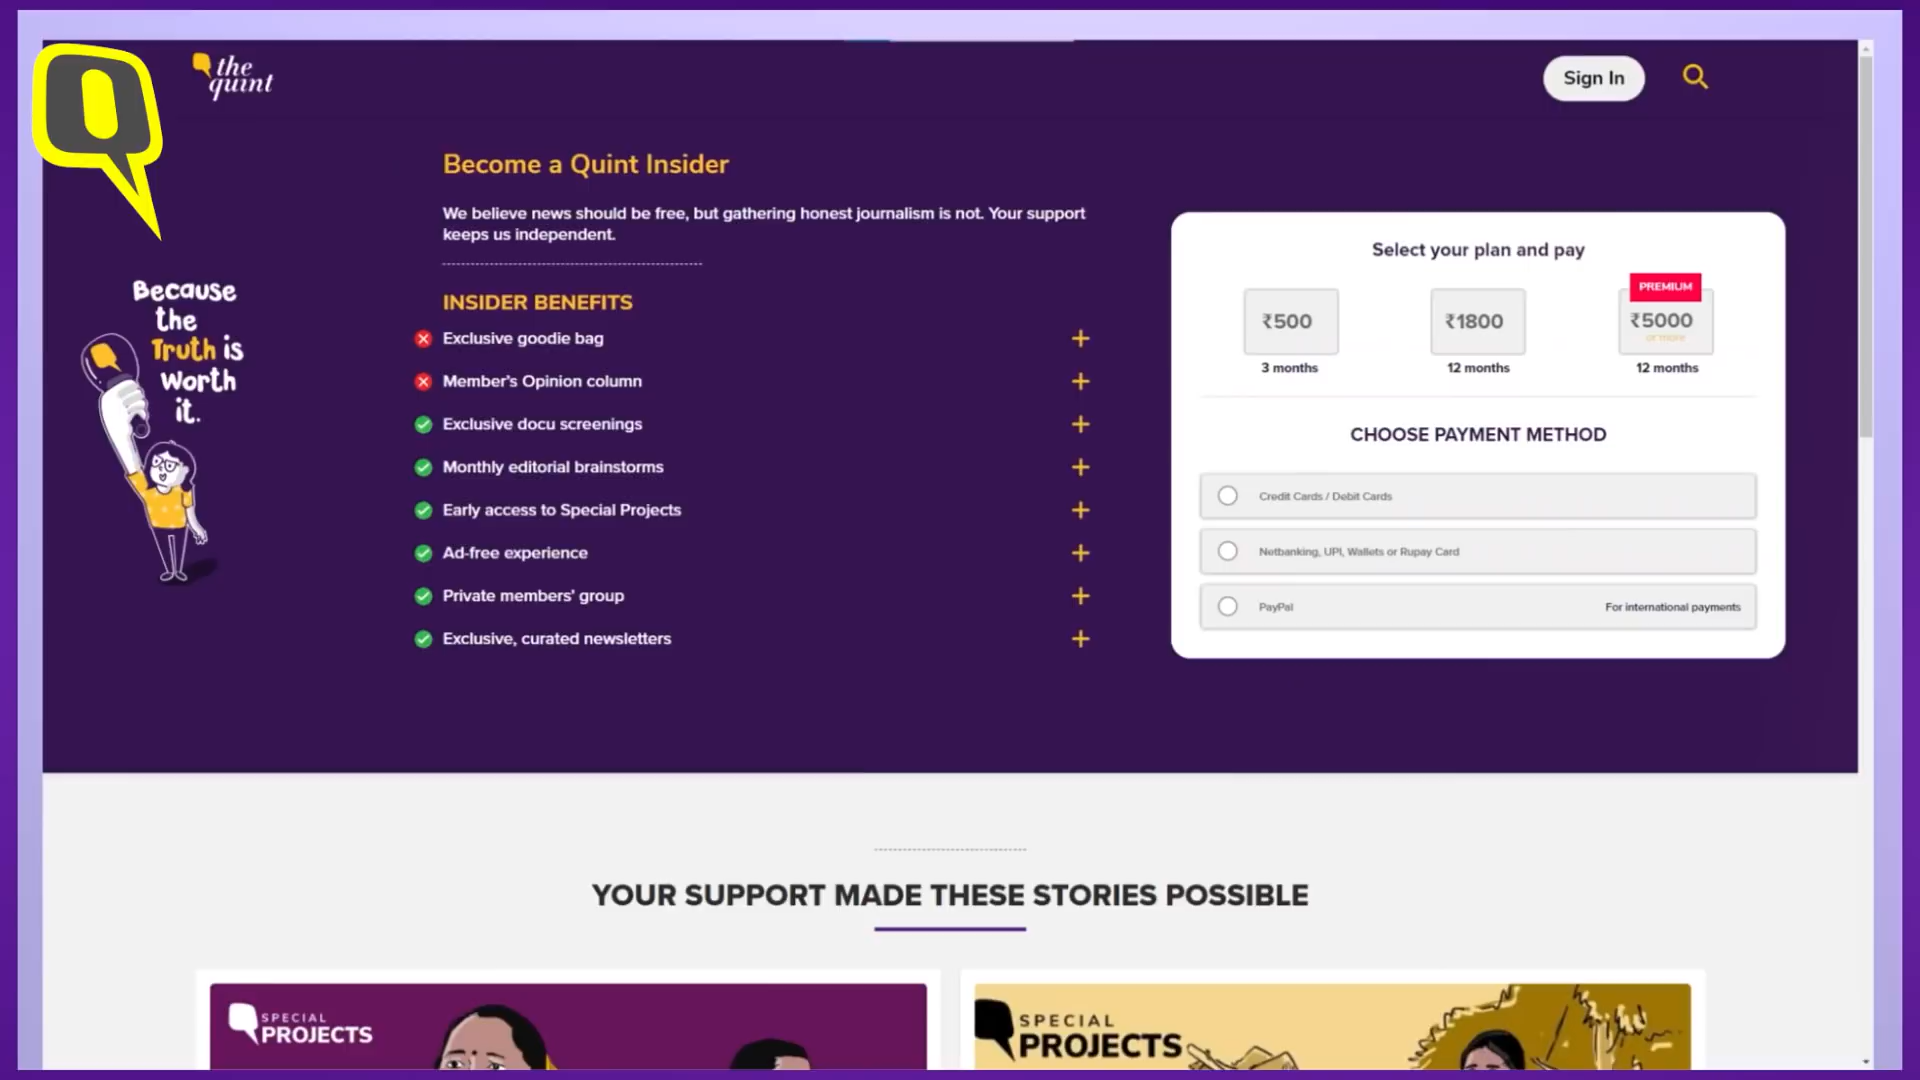 the
quint
Sign In
Because
the
Truth is
Worth
it.
Become a Quint Insider
We believe news should be free, but gathering honest journalism is not. Your support
keeps us independent.
INSIDER BENEFITS
Exclusive goodie bag
Member's Opinion column
Exclusive docu screenings
Monthly editorial brainstorms
Early access to Special Projects
Ad-free experience
Private members' group
Exclusive, curated newsletters
Select your plan and pay
PREMIUM
₹500
₹1800
₹5000
or more
3 months
12 months
12 months
CHOOSE PAYMENT METHOD
Credit Cards / Debit Cards
Netbanking, UPI, Wallets or Rupay Card
PayPal
For international payments
YOUR SUPPORT MADE THESE STORIES POSSIBLE
SPECIAL
PROJECTS
SPECIAL
PROJECTS